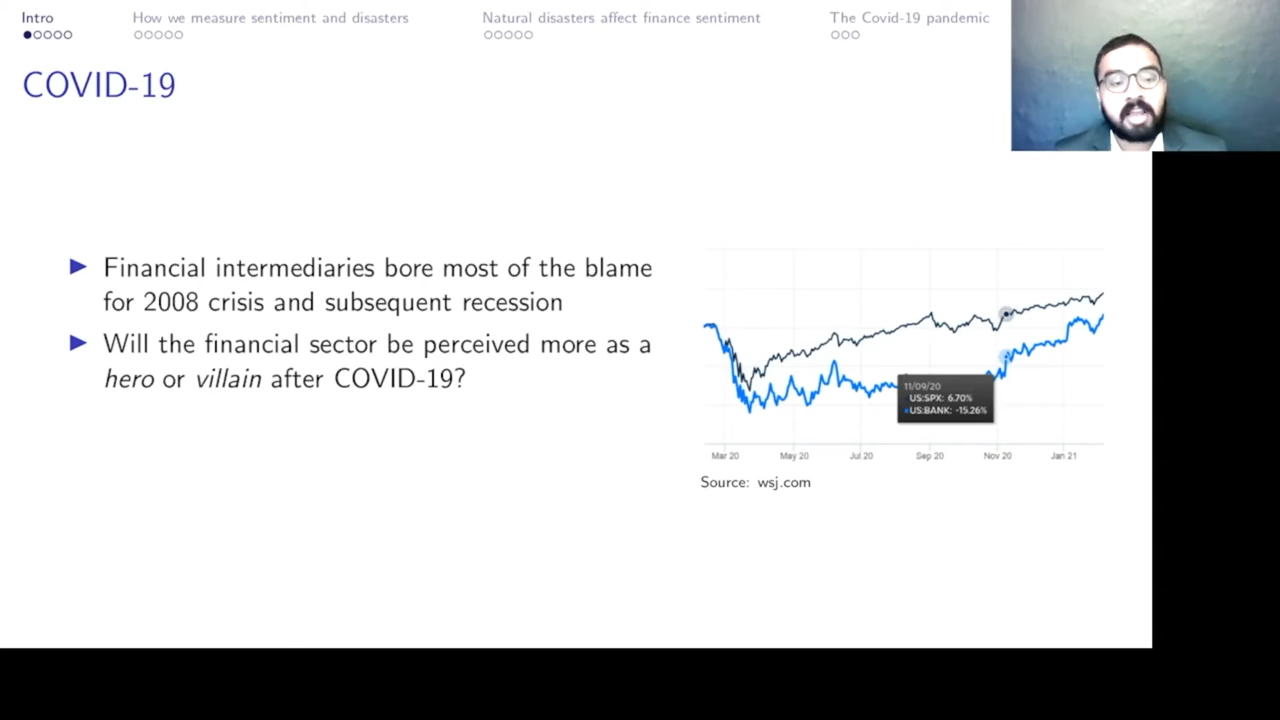 Intro
How we measure sentiment and disasters
Natural disasters affect finance sentiment
The Covid-19 pandemic
COVID-19
Financial intermediaries bore most of the blame
for 2008 crisis and subsequent recession
Will the financial sector be perceived more as a
hero or villain after COVID-19?
11/09/20
US:SPX: 6.70%
US:BANK: -15.26%
Mar 20 May 20 Jul 20 Sep 20 Nov 20 Jan 21
Source: wsj.com